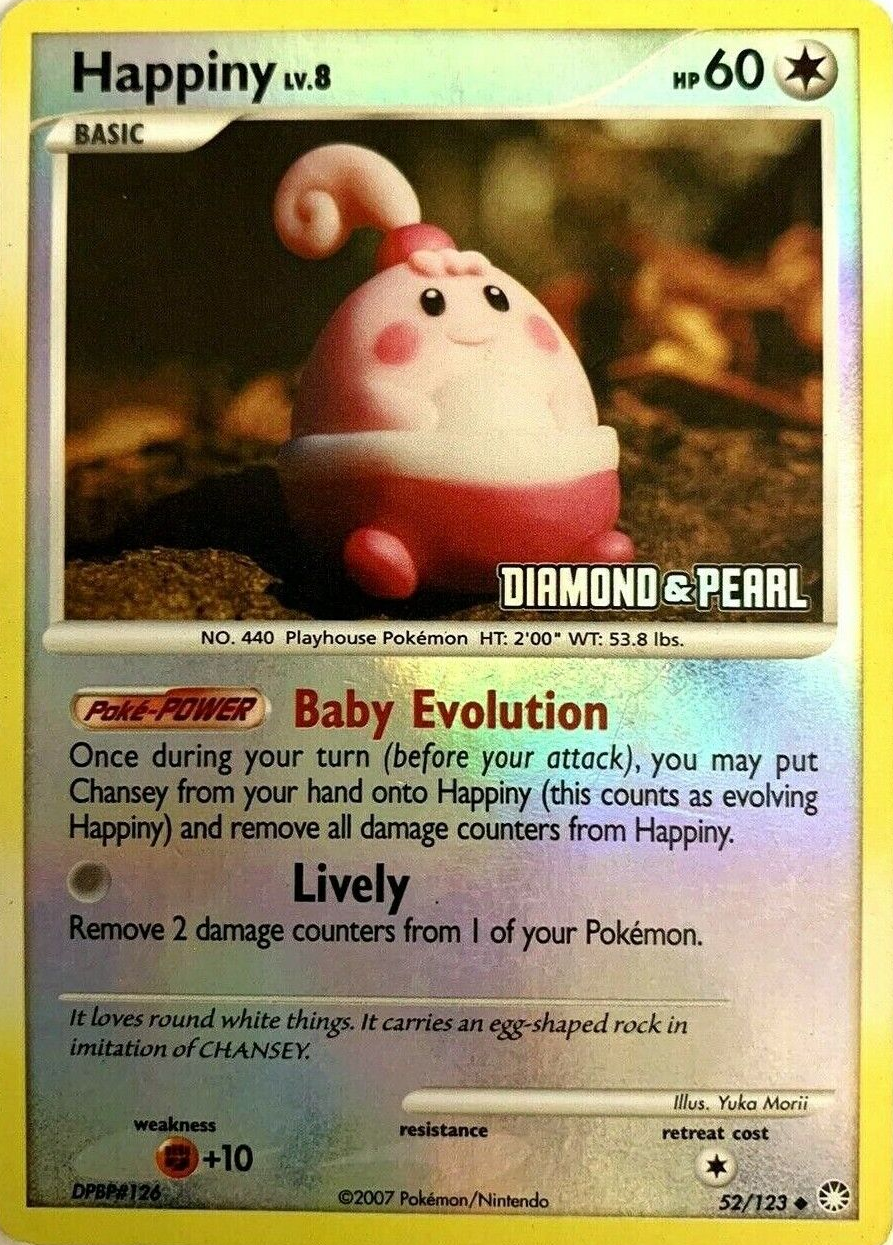 Happiny LV.8 HP 60
BASIC
DIAMOND & PEARL
NO. 440 Playhouse Pokémon HT: 2'00" WT: 53.8 lbs.
Poké-POWER Baby Evolution
Once during your turn (before your attack), you may put
Chansey from your hand onto Happiny (this counts as evolving
Happiny) and remove all damage counters from Happiny.
Lively
Remove 2 damage counters from 1 of your Pokémon.
It loves round white things. It carries an egg-shaped rock in
imitation of CHANSEY.
Illus. Yuka Morii
weakness resistance retreat cost
+10
DPBP#126 ©2007 Pokémon/Nintendo 52/123